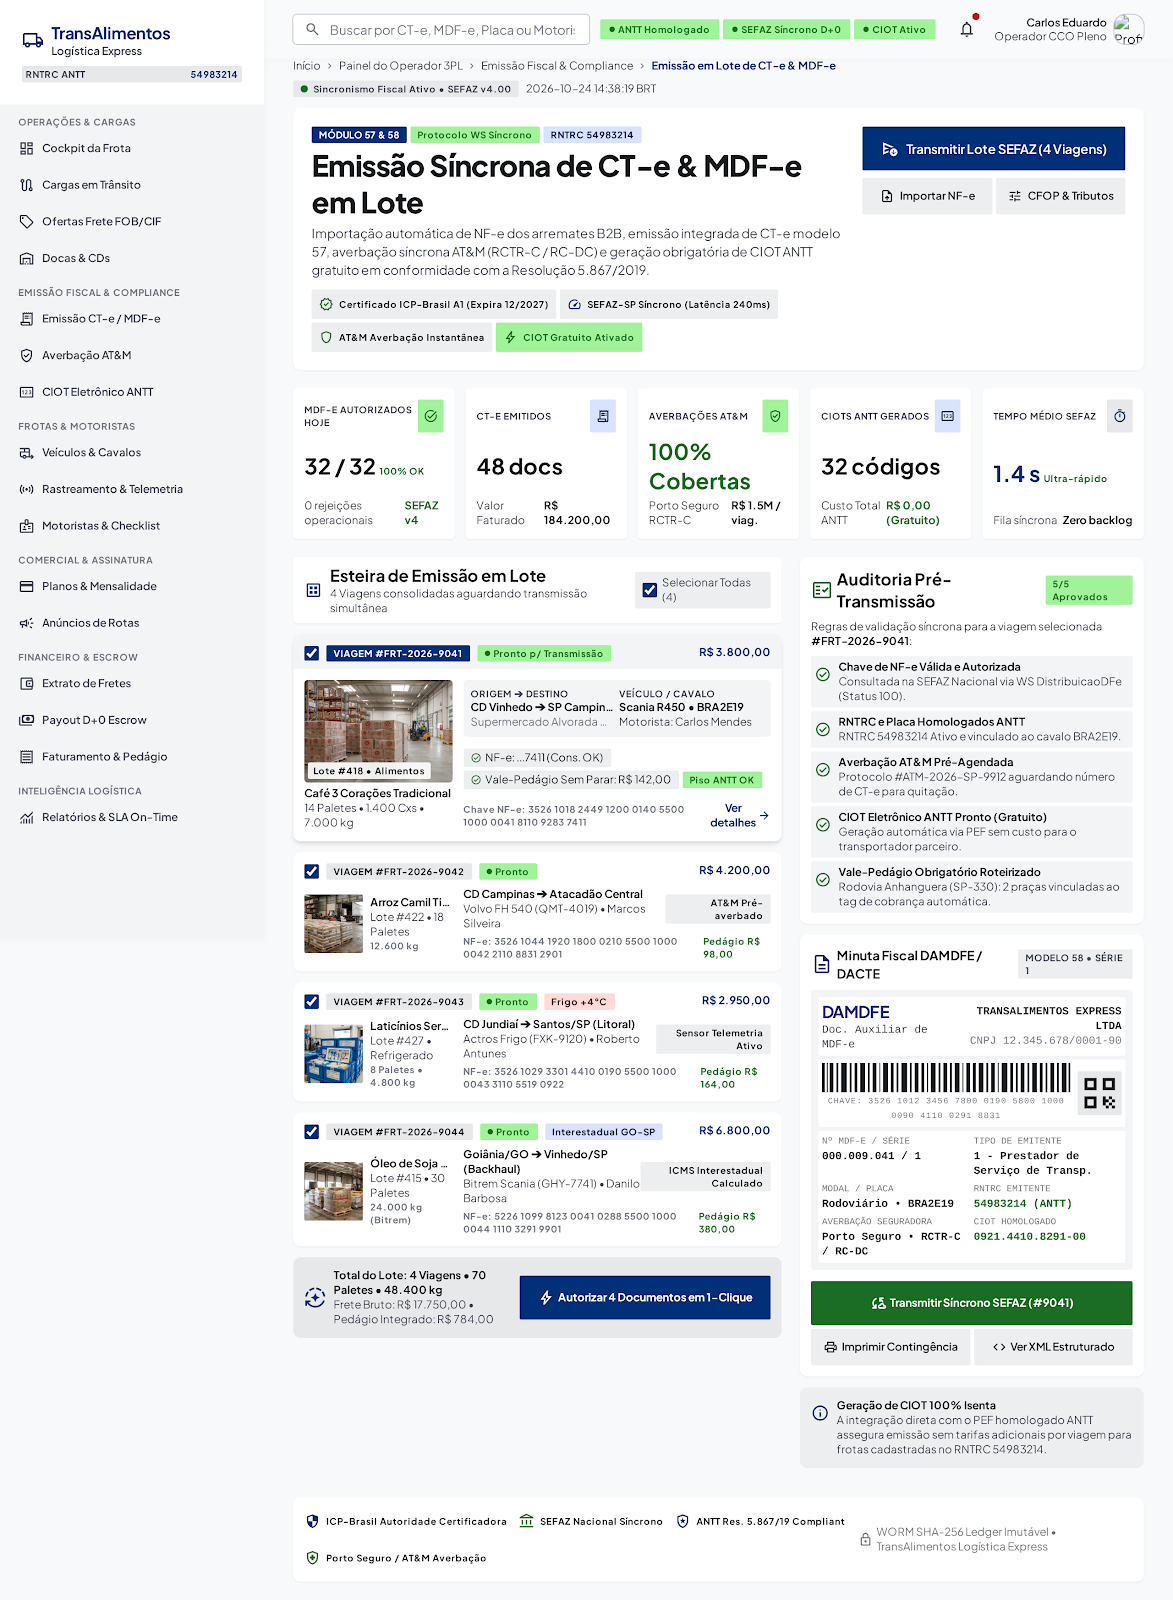 TransAlimentos
Logística Express
RNTRC ANTT 54983214
OPERAÇÕES & CARGAS
Cockpit da Frota
Cargas em Trânsito
Ofertas Frete FOB/CIF
Docas & CDs
EMISSÃO FISCAL & COMPLIANCE
Emissão CT-e / MDF-e
Averbação AT&M
CIOT Eletrônico ANTT
FROTAS & MOTORISTAS
Veículos & Cavalos
Rastreamento & Telemetria
Motoristas & Checklist
COMERCIAL & ASSINATURA
Planos & Mensalidade
Anúncios de Rotas
FINANCEIRO & ESCROW
Extrato de Fretes
Payout D+0 Escrow
Faturamento & Pedágio
INTELIGÊNCIA LOGÍSTICA
Relatórios & SLA On-Time
Buscar por CT-e, MDF-e, Placa ou Motoris
ANTT Homologado
SEFAZ Síncrono D+0
CIOT Ativo
Carlos Eduardo
Operador CCO Pleno
Início › Painel do Operador 3PL › Emissão Fiscal & Compliance › Emissão em Lote de CT-e & MDF-e
Sincronismo Fiscal Ativo • SEFAZ v4.00 2026-10-24 14:38:19 BRT
MÓDULO 57 & 58 Protocolo WS Síncrono RNTRC 54983214
Emissão Síncrona de CT-e & MDF-e
em Lote
Importação automática de NF-e dos arremates B2B, emissão integrada de CT-e modelo
57, averbação síncrona AT&M (RCTR-C / RC-DC) e geração obrigatória de CIOT ANTT
gratuito em conformidade com a Resolução 5.867/2019.
Certificado ICP-Brasil A1 (Expira 12/2027) SEFAZ-SP Síncrono (Latência 240ms)
AT&M Averbação Instantânea CIOT Gratuito Ativado
Transmitir Lote SEFAZ (4 Viagens)
Importar NF-e CFOP & Tributos
MDF-E AUTORIZADOS
HOJE
32 / 32 100% OK
0 rejeições SEFAZ
operacionais v4
CT-E EMITIDOS
48 docs
Valor R$
Faturado 184.200,00
AVERBAÇÕES AT&M
100%
Cobertas
Porto Seguro R$ 1.5M /
RCTR-C viag.
CIOTS ANTT GERADOS
32 códigos
Custo Total R$ 0,00
ANTT (Gratuito)
TEMPO MÉDIO SEFAZ
1.4 s Ultra-rápido
Fila síncrona Zero backlog
Esteira de Emissão em Lote
4 Viagens consolidadas aguardando transmissão
simultânea
Selecionar Todas
(4)
VIAGEM #FRT-2026-9041 Pronto p/ Transmissão R$ 3.800,00
Lote #418 • Alimentos
Café 3 Corações Tradicional
14 Paletes • 1.400 Cxs •
7.000 kg
ORIGEM ➔ DESTINO
CD Vinhedo ➔ SP Campin...
Supermercado Alvorada ...
VEÍCULO / CAVALO
Scania R450 • BRA2E19
Motorista: Carlos Mendes
NF-e: ...7411 (Cons. OK)
Vale-Pedágio Sem Parar: R$ 142,00 Piso ANTT OK
Chave NF-e: 3526 1018 2449 1200 0140 5500
1000 0041 8110 9283 7411
Ver
detalhes
VIAGEM #FRT-2026-9042 Pronto R$ 4.200,00
Arroz Camil Ti...
Lote #422 • 18
Paletes
12.600 kg
CD Campinas ➔ Atacadão Central
Volvo FH 540 (QMT-4019) • Marcos
Silveira
AT&M Pré-
averbado
NF-e: 3526 1044 1920 1800 0210 5500 1000
0042 2110 8831 2901
Pedágio R$
98,00
VIAGEM #FRT-2026-9043 Pronto Frigo +4°C R$ 2.950,00
Laticínios Ser...
Lote #427 •
Refrigerado
8 Paletes •
4.800 kg
CD Jundiaí ➔ Santos/SP (Litoral)
Actros Frigo (FXK-9120) • Roberto
Antunes
Sensor Telemetria
Ativo
NF-e: 3526 1029 3301 4410 0190 5500 1000
0043 3110 5519 0922
Pedágio R$
164,00
VIAGEM #FRT-2026-9044 Pronto Interestadual GO-SP R$ 6.800,00
Óleo de Soja ...
Lote #415 • 30
Paletes
24.000 kg
(Bitrem)
Goiânia/GO ➔ Vinhedo/SP
(Backhaul)
Bitrem Scania (GHY-7741) • Danilo
Barbosa
ICMS Interestadual
Calculado
NF-e: 5226 1099 8123 0041 0288 5500 1000
0044 1110 3291 9901
Pedágio R$
380,00
Total do Lote: 4 Viagens • 70
Paletes • 48.400 kg
Frete Bruto: R$ 17.750,00 •
Pedágio Integrado: R$ 784,00
Autorizar 4 Documentos em 1-Clique
Auditoria Pré-
Transmissão
5/5
Aprovados
Regras de validação síncrona para a viagem selecionada
#FRT-2026-9041:
Chave de NF-e Válida e Autorizada
Consultada na SEFAZ Nacional via WS DistribuicaoDFe
(Status 100).
RNTRC e Placa Homologados ANTT
RNTRC 54983214 Ativo e vinculado ao cavalo BRA2E19.
Averbação AT&M Pré-Agendada
Protocolo #ATM-2026-SP-9912 aguardando número
de CT-e para quitação.
CIOT Eletrônico ANTT Pronto (Gratuito)
Geração automática via PEF sem custo para o
transportador parceiro.
Vale-Pedágio Obrigatório Roteirizado
Rodovia Anhanguera (SP-330): 2 praças vinculadas ao
tag de cobrança automática.
Minuta Fiscal DAMDFE /
DACTE
MODELO 58 • SÉRIE
1
DAMDFE
Doc. Auxiliar de
MDF-e
TRANSALIMENTOS EXPRESS
LTDA
CNPJ 12.345.678/0001-90
CHAVE: 3526 1012 3456 7800 0190 5800 1000
0090 4110 0291 8831
Nº MDF-E / SÉRIE
000.009.041 / 1
TIPO DE EMITENTE
1 - Prestador de
Serviço de Transp.
MODAL / PLACA
Rodoviário • BRA2E19
RNTRC EMITENTE
54983214 (ANTT)
AVERBAÇÃO SEGURADORA
Porto Seguro • RCTR-C
/ RC-DC
CIOT HOMOLOGADO
0921.4410.8291-00
Transmitir Síncrono SEFAZ (#9041)
Imprimir Contingência Ver XML Estruturado
Geração de CIOT 100% Isenta
A integração direta com o PEF homologado ANTT
assegura emissão sem tarifas adicionais por viagem para
frotas cadastradas no RNTRC 54983214.
ICP-Brasil Autoridade Certificadora SEFAZ Nacional Síncrono ANTT Res. 5.867/19 Compliant
Porto Seguro / AT&M Averbação
WORM SHA-256 Ledger Imutável •
TransAlimentos Logística Express